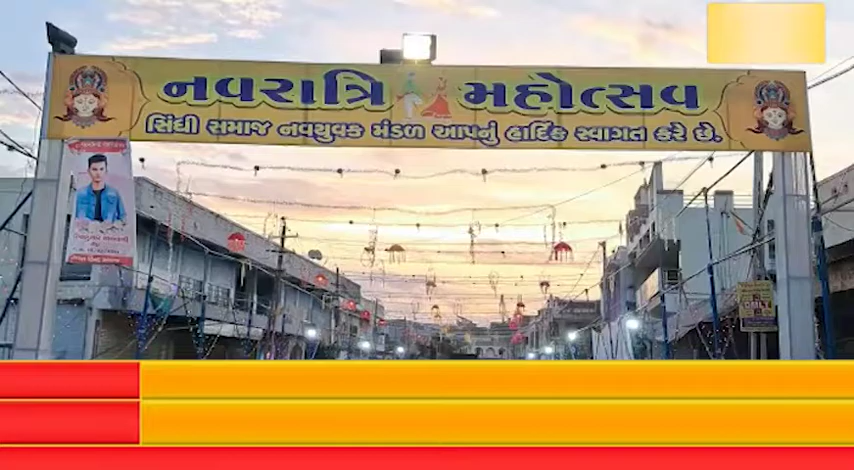 નવરાત્રિ મહોત્સવ
સિંધી સમાજ નવયુવક મંડળ આપનું હાર્દિક સ્વાગત કરે છે.